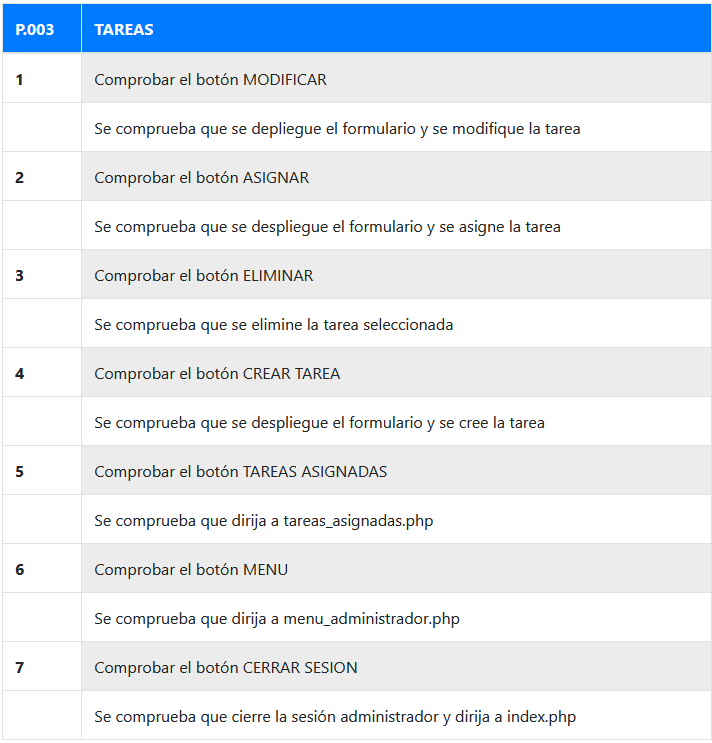 P.003 TAREAS
1 Comprobar el botón MODIFICAR
Se comprueba que se depliegue el formulario y se modifique la tarea
2 Comprobar el botón ASIGNAR
Se comprueba que se despliegue el formulario y se asigne la tarea
3 Comprobar el botón ELIMINAR
Se comprueba que se elimine la tarea seleccionada
4 Comprobar el botón CREAR TAREA
Se comprueba que se despliegue el formulario y se cree la tarea
5 Comprobar el botón TAREAS ASIGNADAS
Se comprueba que dirija a tareas_asignadas.php
6 Comprobar el botón MENU
Se comprueba que dirija a menu_administrador.php
7 Comprobar el botón CERRAR SESION
Se comprueba que cierre la sesión administrador y dirija a index.php